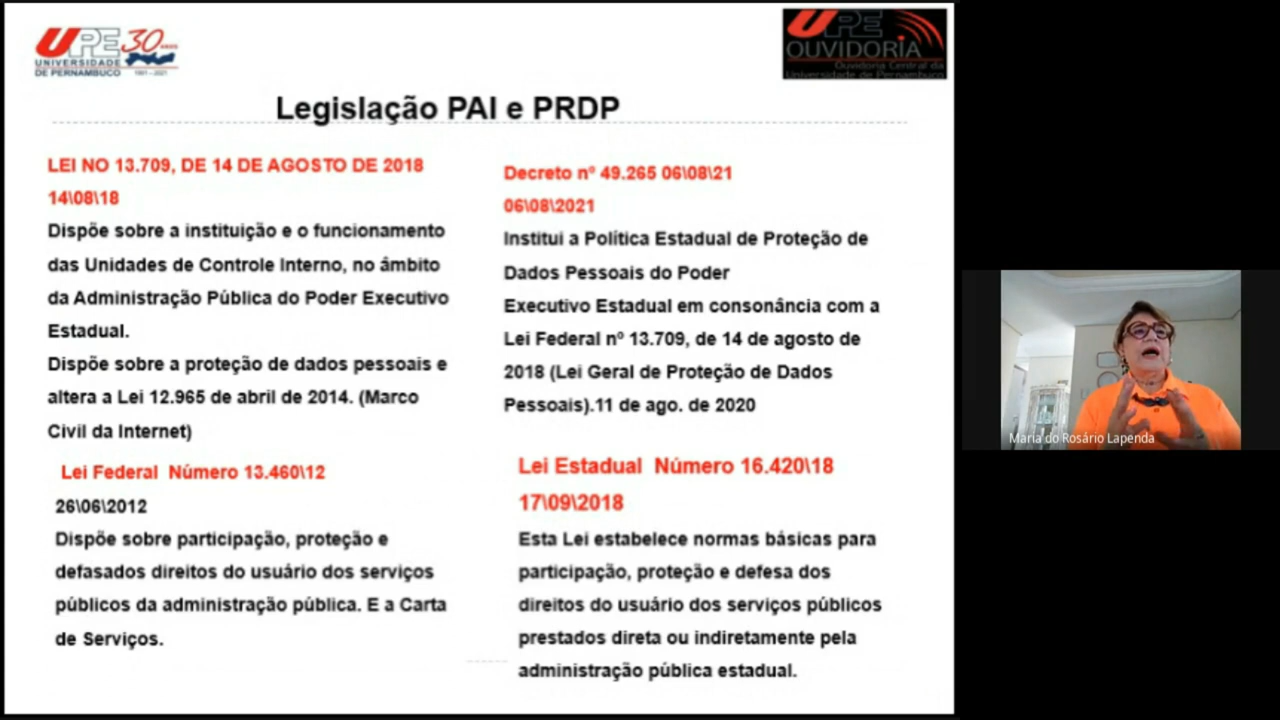 UPE 30 ANOS
UNIVERSIDADE
DE PERNAMBUCO 1991 - 2021
UPE
OUVIDORIA
Ouvidoria Central da
Universidade de Pernambuco
Legislação PAI e PRDP
LEI NO 13.709, DE 14 DE AGOSTO DE 2018
14\08\18
Dispõe sobre a instituição e o funcionamento
das Unidades de Controle Interno, no âmbito
da Administração Pública do Poder Executivo
Estadual.
Dispõe sobre a proteção de dados pessoais e
altera a Lei 12.965 de abril de 2014. (Marco
Civil da Internet)
Lei Federal Número 13.460\12
26\06\2012
Dispõe sobre participação, proteção e
defasados direitos do usuário dos serviços
públicos da administração pública. E a Carta
de Serviços.
Decreto nº 49.265 06\08\21
06\08\2021
Institui a Política Estadual de Proteção de
Dados Pessoais do Poder
Executivo Estadual em consonância com a
Lei Federal nº 13.709, de 14 de agosto de
2018 (Lei Geral de Proteção de Dados
Pessoais).11 de ago. de 2020
Lei Estadual Número 16.420\18
17\09\2018
Esta Lei estabelece normas básicas para
participação, proteção e defesa dos
direitos do usuário dos serviços públicos
prestados direta ou indiretamente pela
administração pública estadual.
Maria do Rosário Lapenda